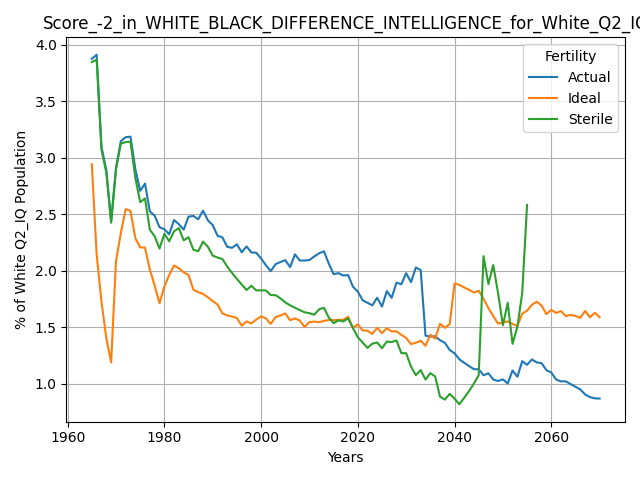 Score_-2_in_WHITE_BLACK_DIFFERENCE_INTELLIGENCE_for_White_Q2_IQ
Fertility
Actual
Ideal
Sterile
% of White Q2_IQ Population
4.0
3.5
3.0
2.5
2.0
1.5
1.0
1960 1980 2000 2020 2040 2060
Years